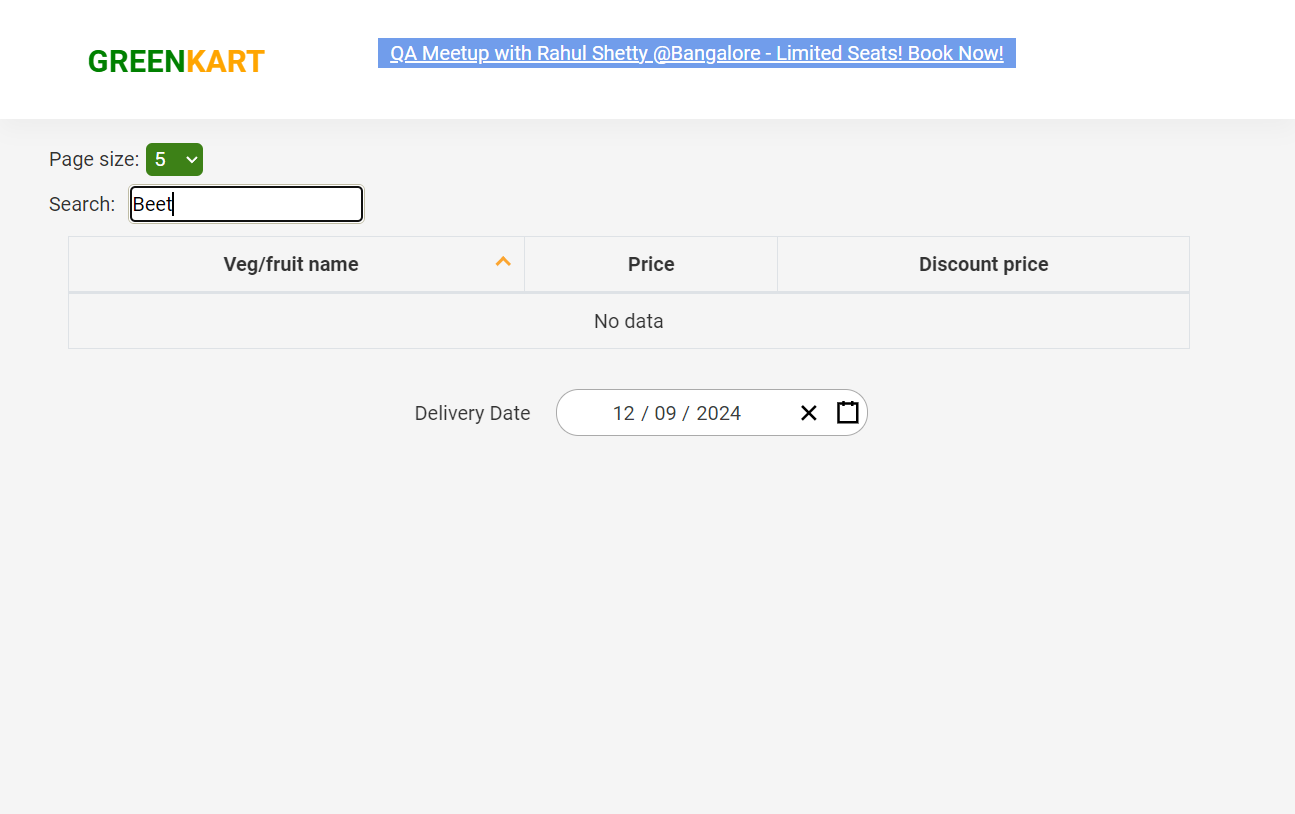 GREENKART
QA Meetup with Rahul Shetty @Bangalore - Limited Seats! Book Now!
Page size: 5
Search: Beet
Veg/fruit name Price Discount price
No data
Delivery Date 12 / 09 / 2024